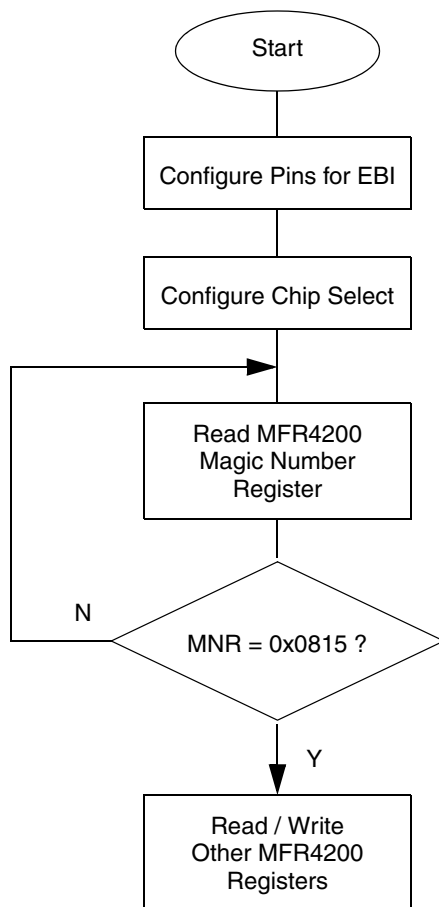 Start
Configure Pins for EBI
Configure Chip Select
Read MFR4200
Magic Number
Register
N
MNR = 0x0815 ?
Y
Read / Write
Other MFR4200
Registers